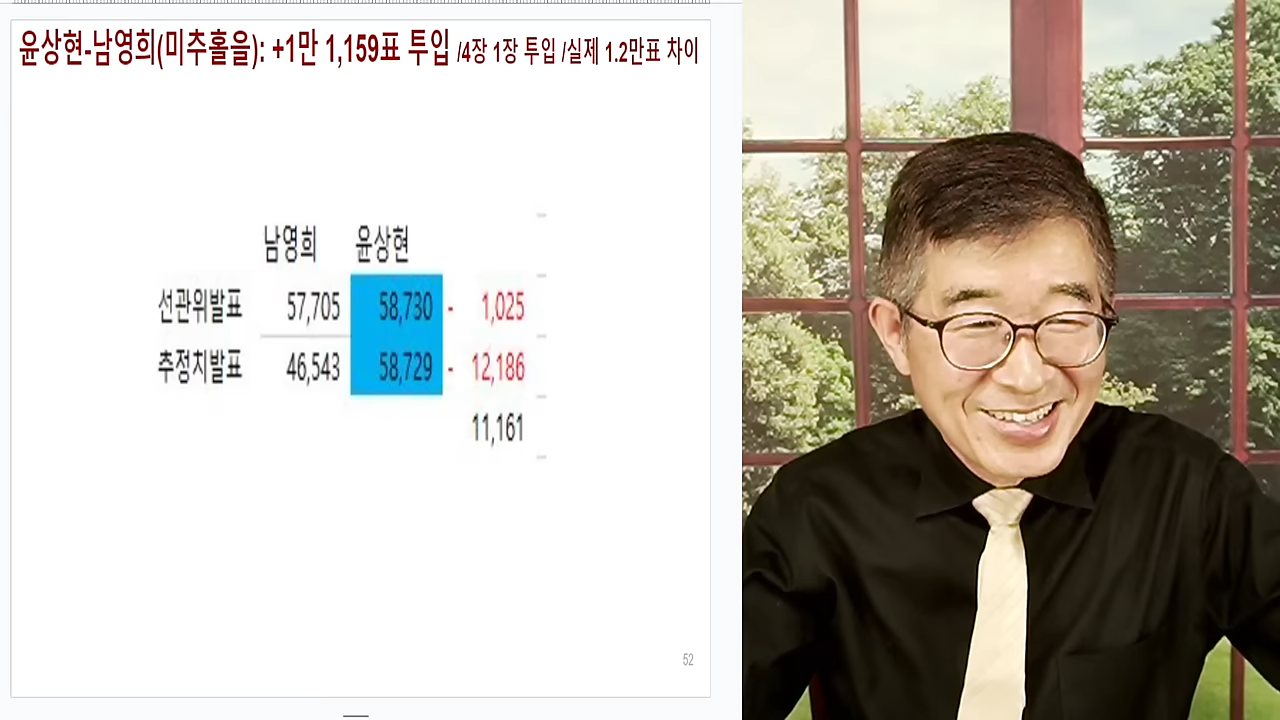 윤상현-남영희(미추홀을): +1만 1,159표 투입 /4장 1장 투입 /실제 1.2만표 차이
남영희 윤상현
선관위발표 57,705 58,730 - 1,025
추정치발표 46,543 58,729 - 12,186
11,161
52